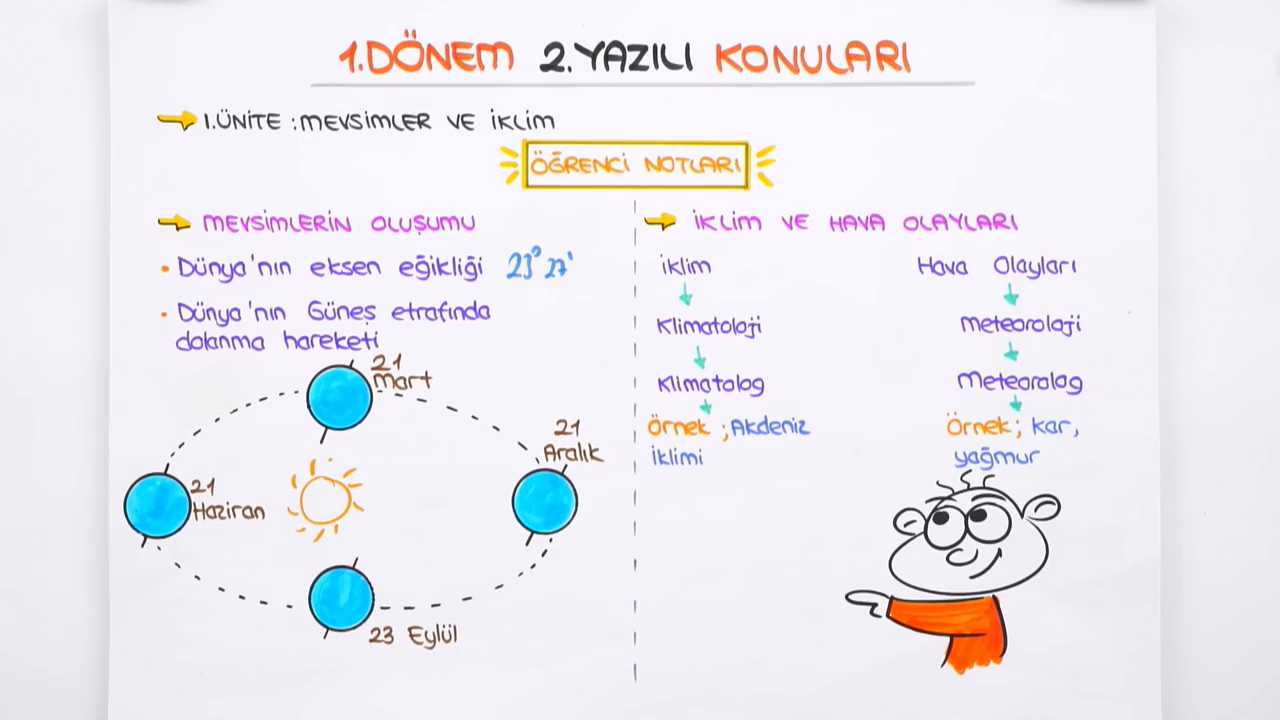 1.DÖNEM 2.YAZILI KONULARI
1.ÜNİTE :MEVSİMLER VE İKLİM
ÖĞRENCİ NOTLARI
MEVSİMLERİN OLUŞUMU
• Dünya'nın eksen eğikliği 23° 27'
• Dünya'nın Güneş etrafında
dolanma hareketi
21
Mart
21
Aralık
21
Haziran
23 Eylül
İKLİM VE HAVA OLAYLARI
İklim
Klimatoloji
Klimatolog
Örnek ; Akdeniz
İklimi
Hava Olayları
Meteoroloji
Meteorolog
Örnek; kar,
yağmur